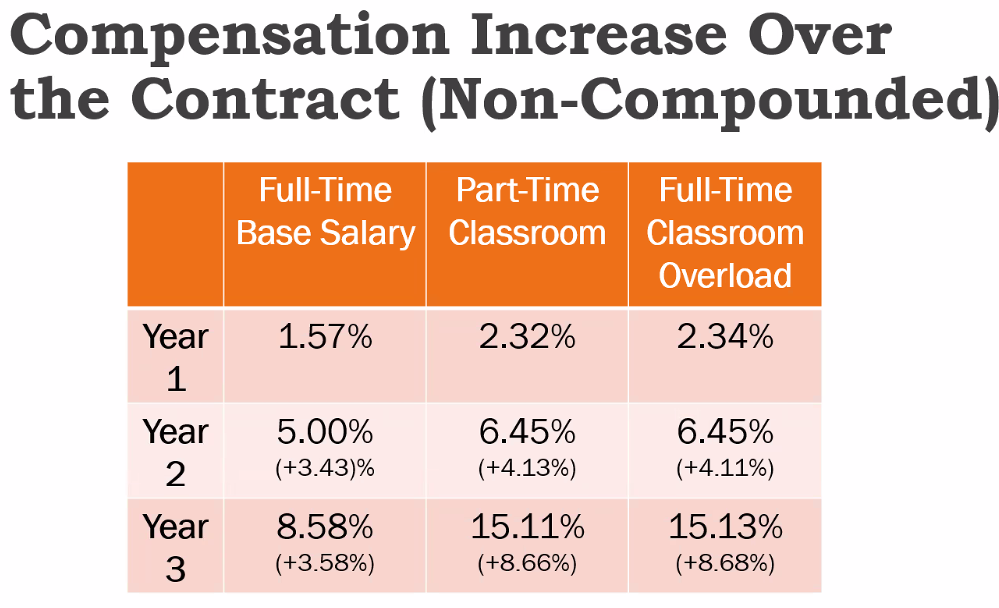 Compensation Increase Over
the Contract (Non-Compounded)
Full-Time
Base Salary
Part-Time
Classroom
Full-Time
Classroom
Overload
Year
1
1.57%
2.32%
2.34%
Year
2
5.00%
(+3.43)%
6.45%
(+4.13%)
6.45%
(+4.11%)
Year
3
8.58%
(+3.58%)
15.11%
(+8.66%)
15.13%
(+8.68%)